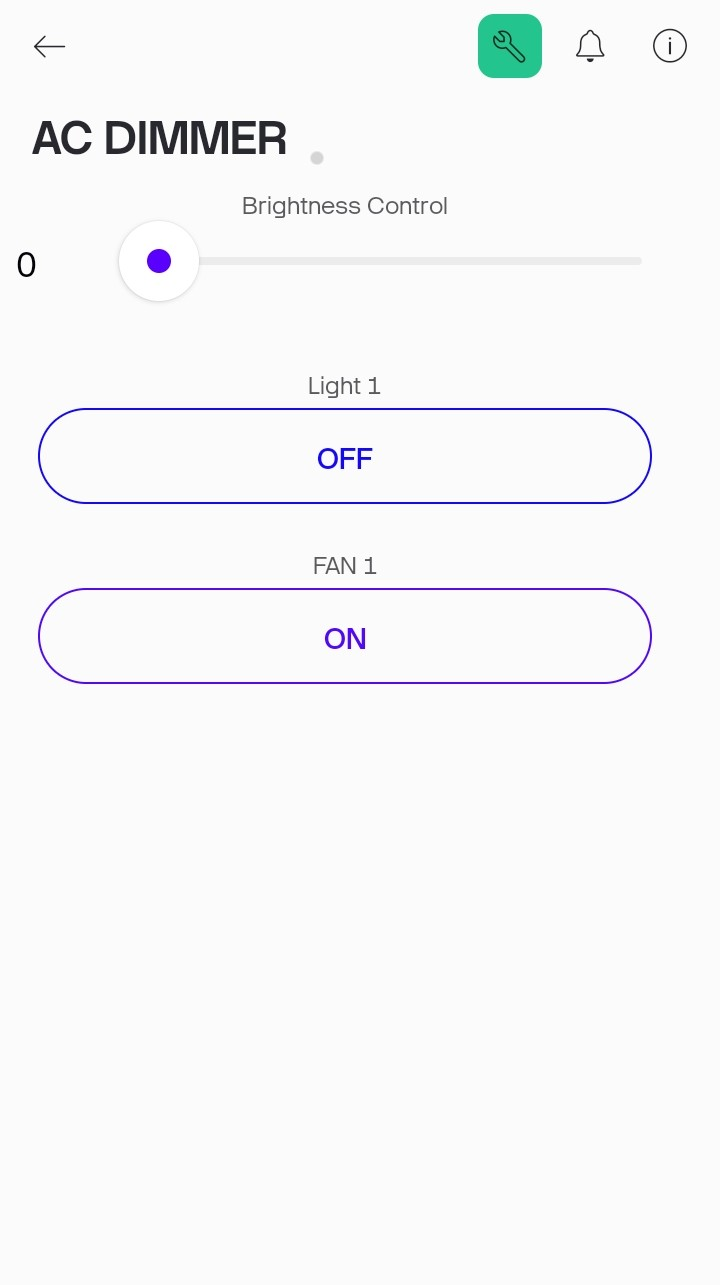 AC DIMMER
Brightness Control
0
Light 1
OFF
FAN 1
ON